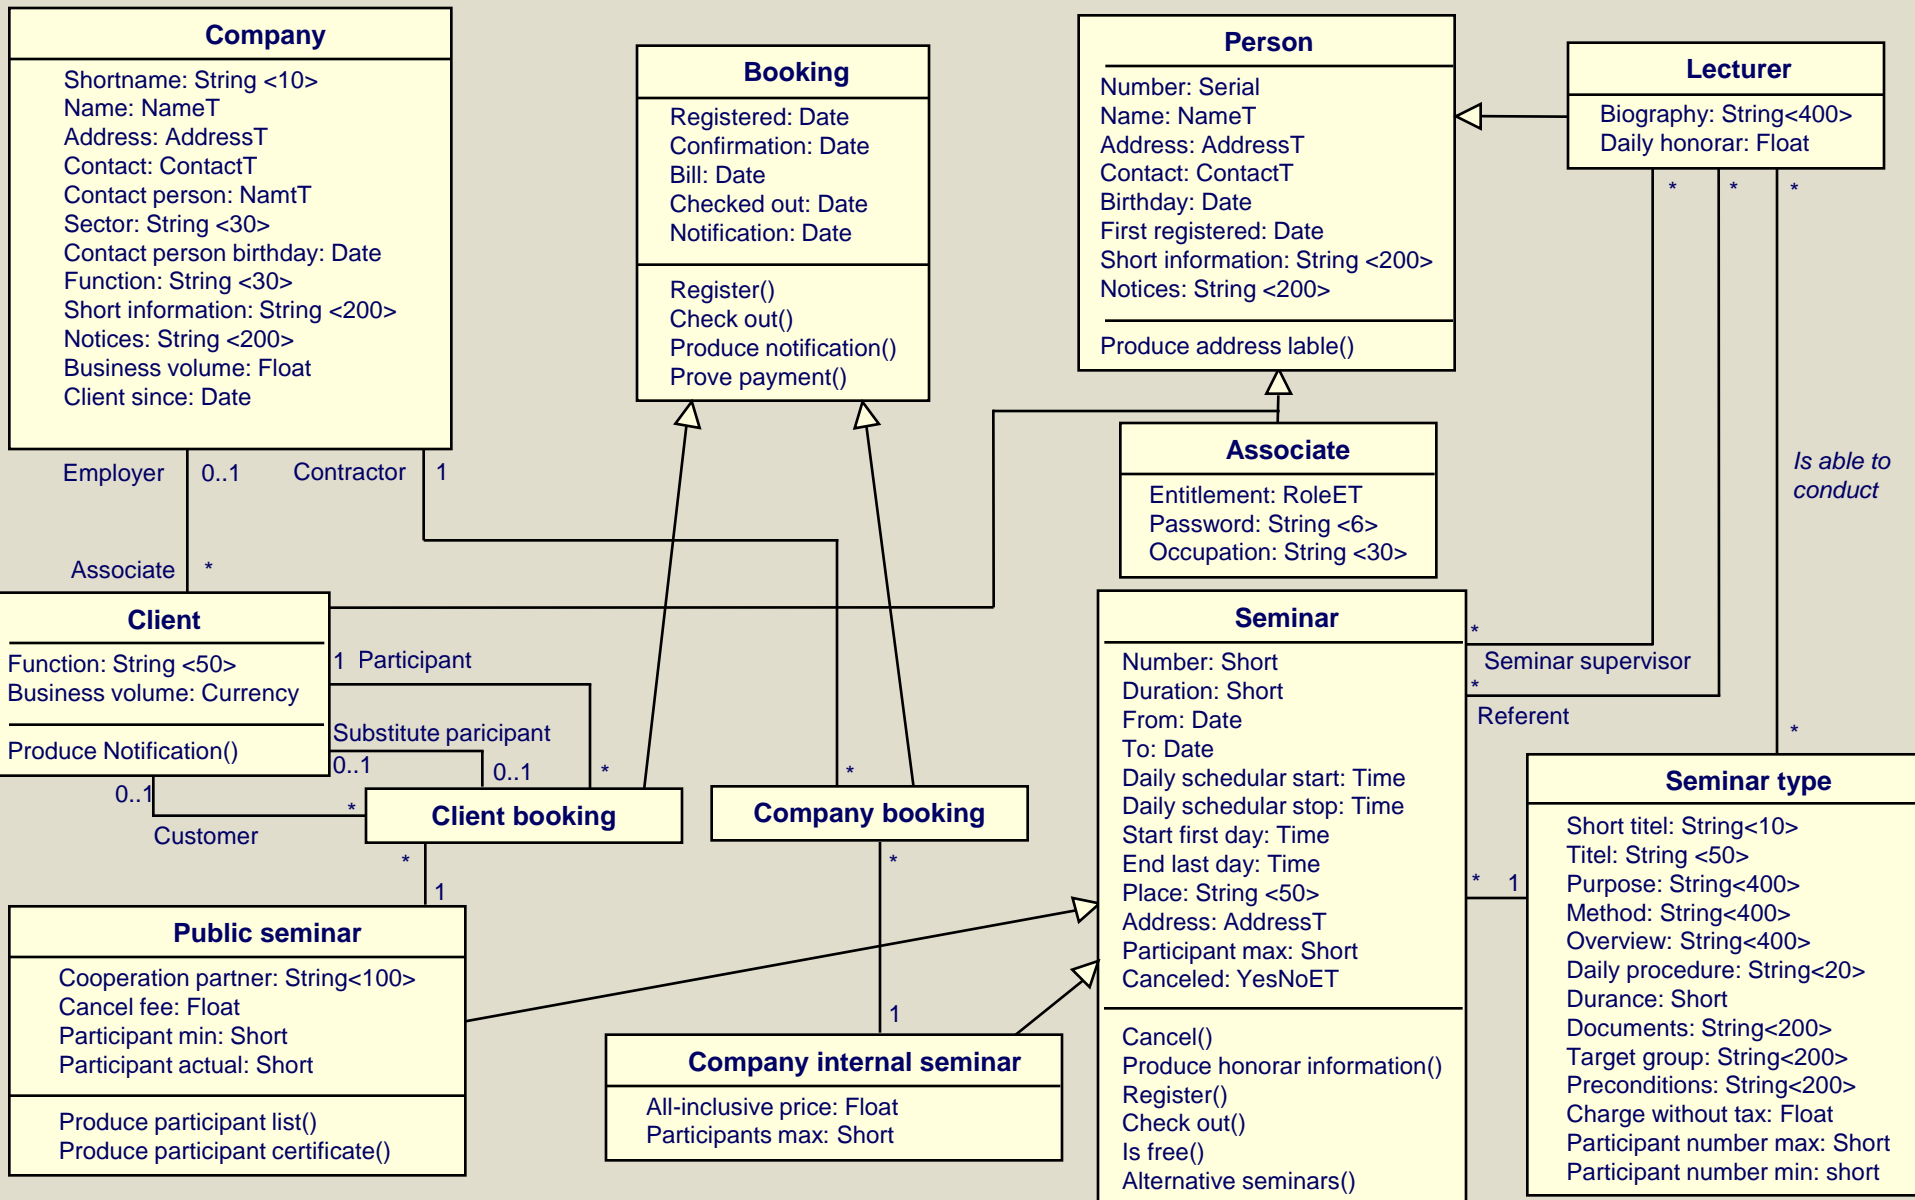 Company
Shortname: String <10>
Name: NameT
Address: AddressT
Contact: ContactT
Contact person: NamtT
Sector: String <30>
Contact person birthday: Date
Function: String <30>
Short information: String <200>
Notices: String <200>
Business volume: Float
Client since: Date
Booking
Registered: Date
Confirmation: Date
Bill: Date
Checked out: Date
Notification: Date
Register()
Check out()
Produce notification()
Prove payment()
Person
Number: Serial
Name: NameT
Address: AddressT
Contact: ContactT
Birthday: Date
First registered: Date
Short information: String <200>
Notices: String <200>
Produce address lable()
Lecturer
Biography: String<400>
Daily honorar: Float
* * *
Employer 0..1 Contractor 1
Associate *
Associate
Entitlement: RoleET
Password: String <6>
Occupation: String <30>
Is able to
conduct
Client
Function: String <50>
Business volume: Currency
Produce Notification()
1 Participant
Substitute paricipant
0..1 0..1 * *
0..1 *
Customer
Client booking
Company booking
* 1
* 1
Seminar
Number: Short
Duration: Short
From: Date
To: Date
Daily schedular start: Time
Daily schedular stop: Time
Start first day: Time
End last day: Time
Place: String <50>
Address: AddressT
Participant max: Short
Canceled: YesNoET
Cancel()
Produce honorar information()
Register()
Check out()
Is free()
Alternative seminars()
*
Seminar supervisor
*
Referent
*
* 1
Seminar type
Short titel: String<10>
Titel: String <50>
Purpose: String<400>
Method: String<400>
Overview: String<400>
Daily procedure: String<20>
Durance: Short
Documents: String<200>
Target group: String<200>
Preconditions: String<200>
Charge without tax: Float
Participant number max: Short
Participant number min: short
Public seminar
Cooperation partner: String<100>
Cancel fee: Float
Participant min: Short
Participant actual: Short
Produce participant list()
Produce participant certificate()
Company internal seminar
All-inclusive price: Float
Participants max: Short